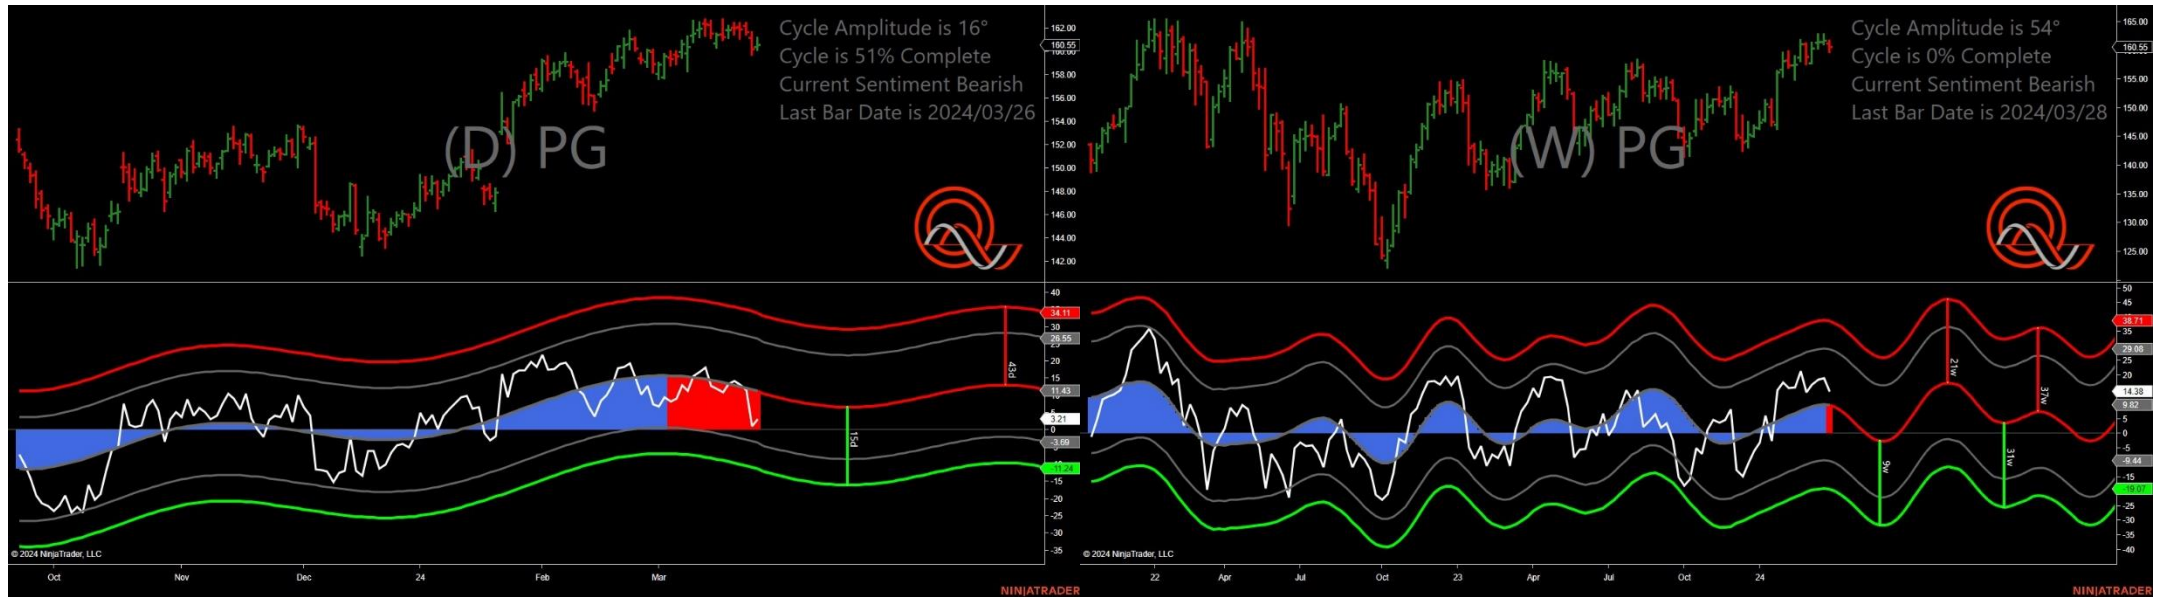 Cycle Amplitude is 16°
Cycle is 51% Complete
Current Sentiment Bearish
Last Bar Date is 2024/03/26
(D) PG
162.00
160.55
158.00
156.00
154.00
152.00
150.00
148.00
146.00
144.00
142.00
40
34.11
30
26.55
20
15
11.43
3.21
0
-3.69
-11.24
-15
-20
-25
-30
-35
43d
15d
© 2024 NinjaTrader, LLC
Oct Nov Dec 24 Feb Mar
NINJATRADER
Cycle Amplitude is 54°
Cycle is 0% Complete
Current Sentiment Bearish
Last Bar Date is 2024/03/28
(W) PG
165.00
160.55
155.00
150.00
145.00
140.00
135.00
130.00
125.00
50
45
38.71
35
29.08
20
14.38
9.82
5
0
-5
-9.44
-15
-19.07
-25
-30
-35
-40
21w
37w
9w
31w
© 2024 NinjaTrader, LLC
22 Apr Jul Oct 23 Apr Jul Oct 24
NINJATRADER